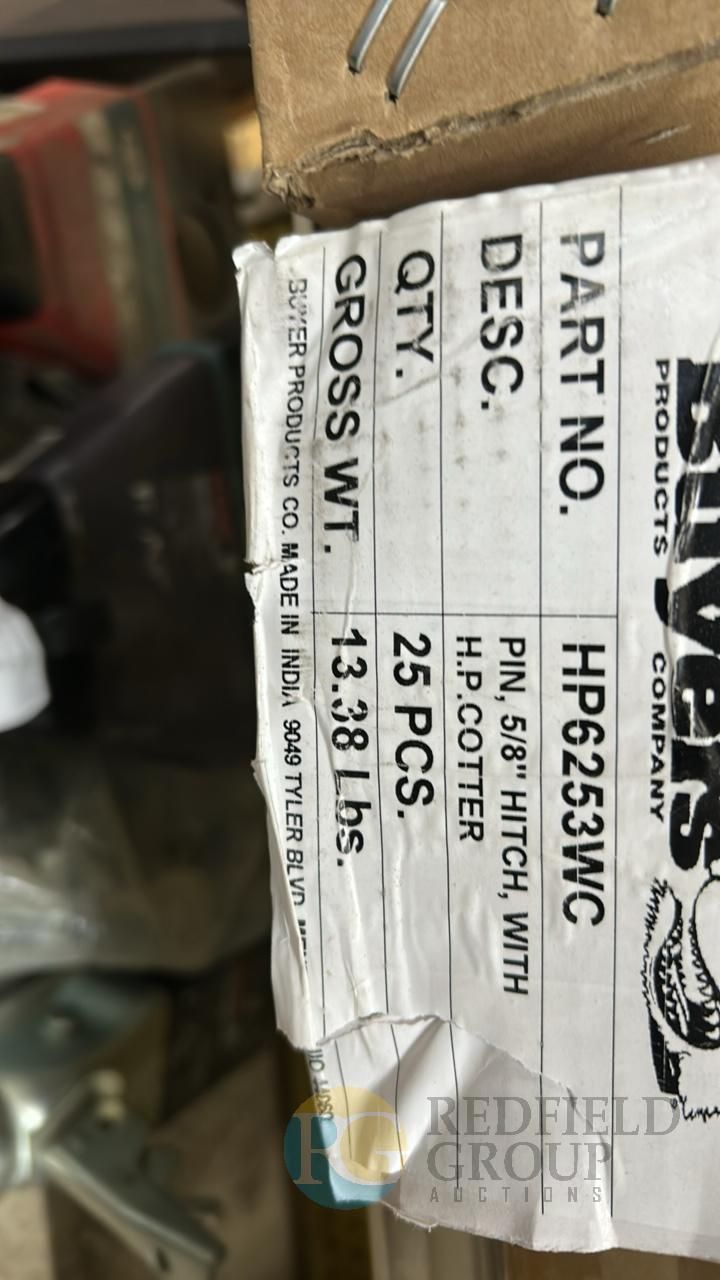 Buyers
PRODUCTS COMPANY
PART NO. HP6253WC
DESC. PIN, 5/8" HITCH, WITH
H.P.COTTER
QTY. 25 PCS.
GROSS WT. 13.38 Lbs.
BUYER PRODUCTS CO. MADE IN INDIA 9049 TYLER BLVD. 44060
REDFIELD
GROUP
AUCTIONS